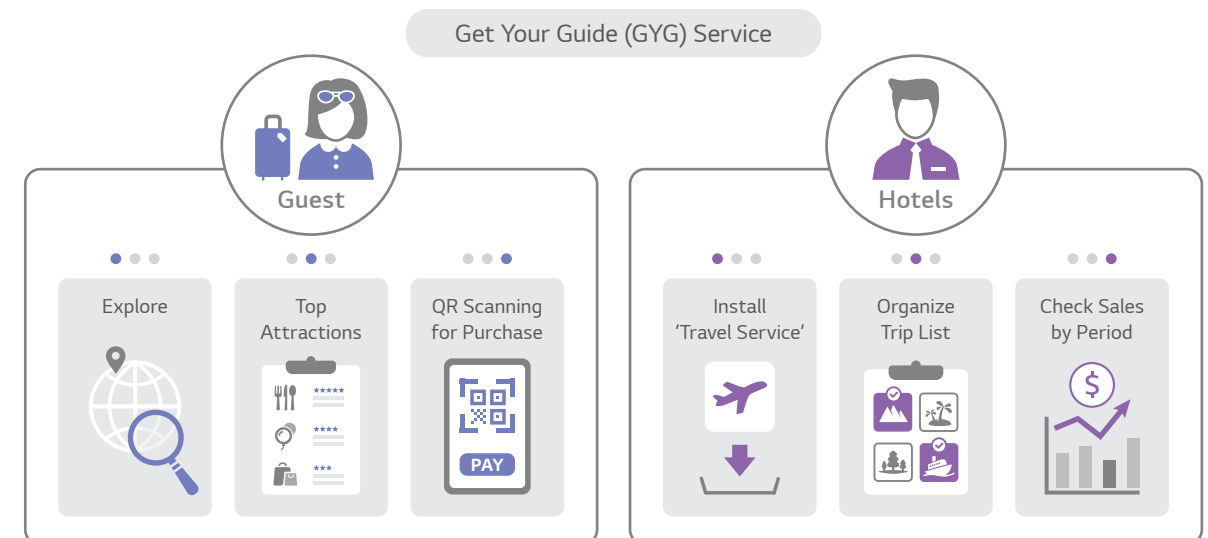 Get Your Guide (GYG) Service
Guest
Explore
Top
Attractions
QR Scanning
for Purchase
PAY
Hotels
Install
‘Travel Service’
Organize
Trip List
Check Sales
by Period
$